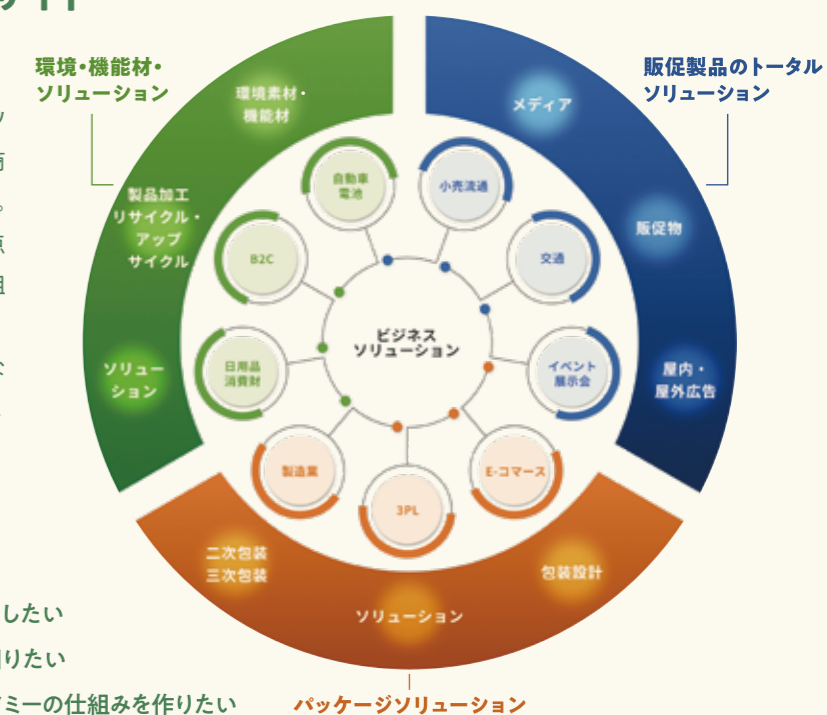 環境・機能材・
ソリューション
販促製品のトータル
ソリューション
環境素材・
機能材
メディア
自動車
電池
小売流通
製品加工
リサイクル・
アップ
サイクル
B2C
交通
販促物
ビジネス
ソリューション
ソリュー
ション
日用品
消費財
イベント
展示会
屋内・
屋外広告
製造業
3PL
E-コマース
二次包装
三次包装
包装設計
ソリューション
したい
りたい
ミーの仕組みを作りたい
パッケージソリューション